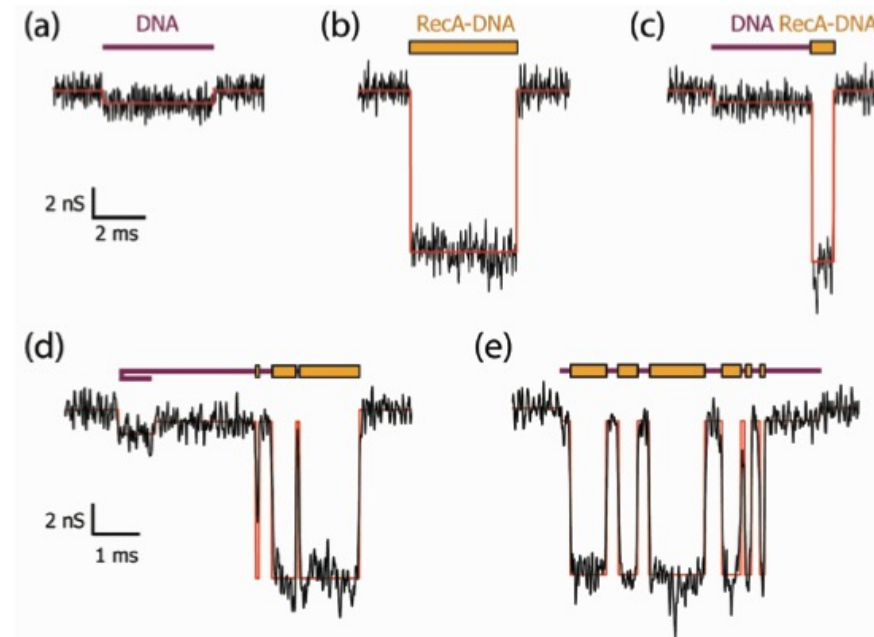 (a)
DNA
(b)
RecA-DNA
(c)
DNA RecA-DNA
2 nS
2 ms
(d)
(e)
2 nS
1 ms